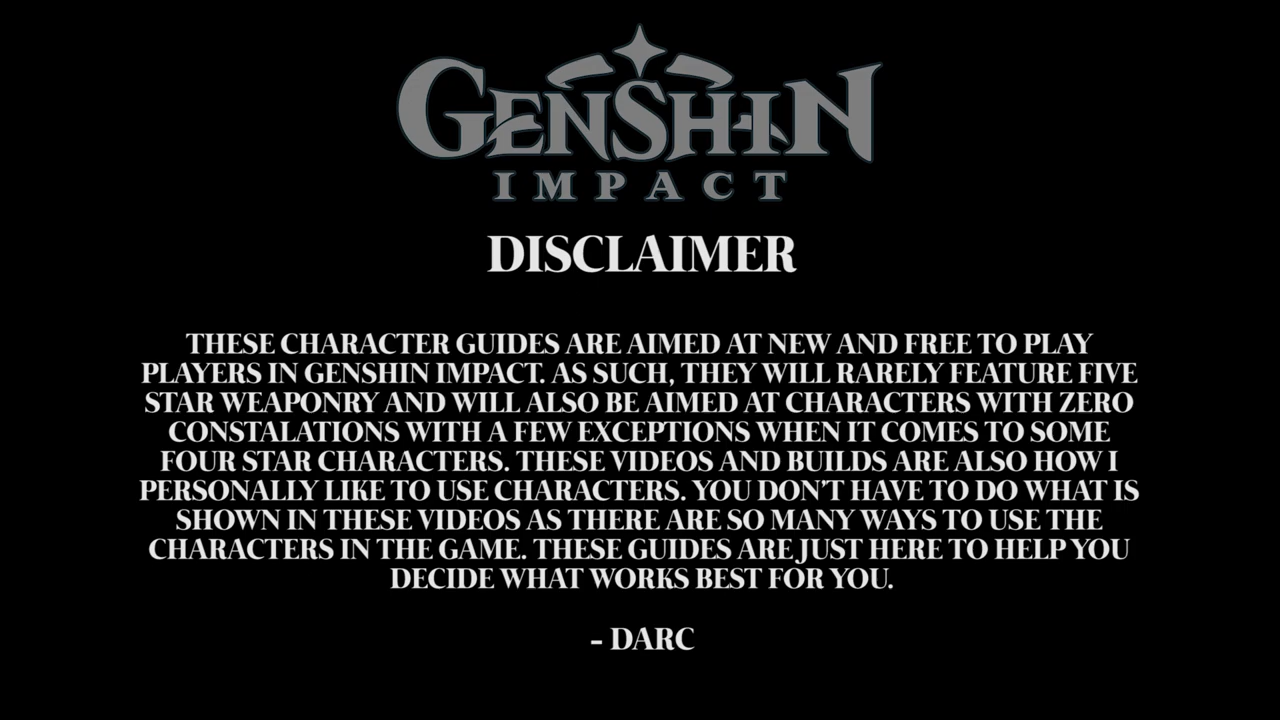 GENSHIN
IMPACT
DISCLAIMER
THESE CHARACTER GUIDES ARE AIMED AT NEW AND FREE TO PLAY
PLAYERS IN GENSHIN IMPACT. AS SUCH, THEY WILL RARELY FEATURE FIVE
STAR WEAPONRY AND WILL ALSO BE AIMED AT CHARACTERS WITH ZERO
CONSTALATIONS WITH A FEW EXCEPTIONS WHEN IT COMES TO SOME
FOUR STAR CHARACTERS. THESE VIDEOS AND BUILDS ARE ALSO HOW I
PERSONALLY LIKE TO USE CHARACTERS. YOU DON'T HAVE TO DO WHAT IS
SHOWN IN THESE VIDEOS AS THERE ARE SO MANY WAYS TO USE THE
CHARACTERS IN THE GAME. THESE GUIDES ARE JUST HERE TO HELP YOU
DECIDE WHAT WORKS BEST FOR YOU.
- DARC